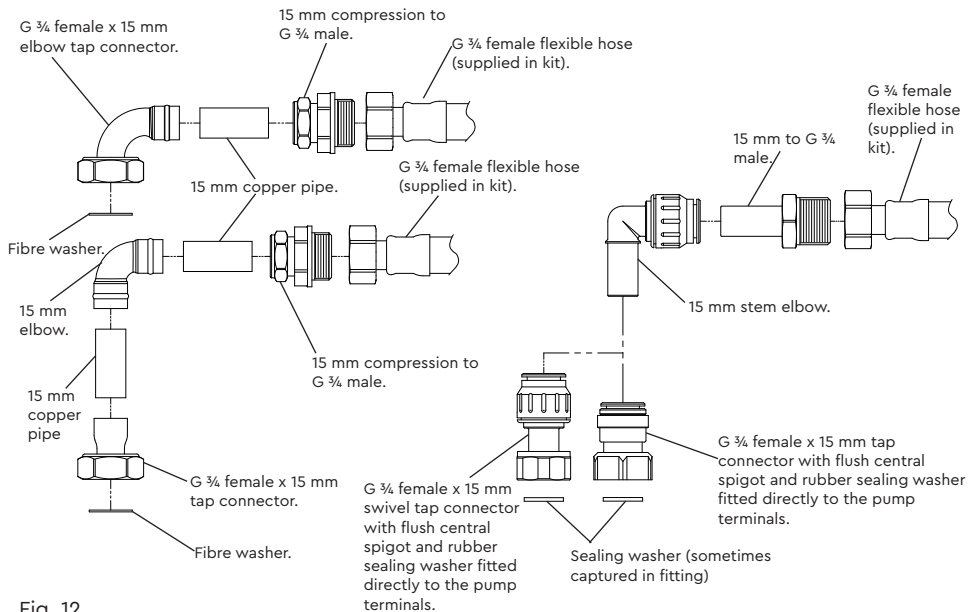 G ¾ female x 15 mm
elbow tap connector.
15 mm compression to
G ¾ male.
G ¾ female flexible hose
(supplied in kit).
Fibre washer.
15 mm copper pipe.
G ¾ female flexible hose
(supplied in kit).
15 mm
elbow.
15 mm compression to
G ¾ male.
15 mm
copper
pipe
G ¾ female x 15 mm
tap connector.
Fibre washer.
G ¾ female
flexible hose
(supplied in
kit).
15 mm to G ¾
male.
15 mm stem elbow.
G ¾ female x 15 mm
swivel tap connector
with flush central
spigot and rubber
sealing washer fitted
directly to the pump
terminals.
G ¾ female x 15 mm tap
connector with flush central
spigot and rubber sealing washer
fitted directly to the pump
terminals.
Sealing washer (sometimes
captured in fitting)
Fig. 12